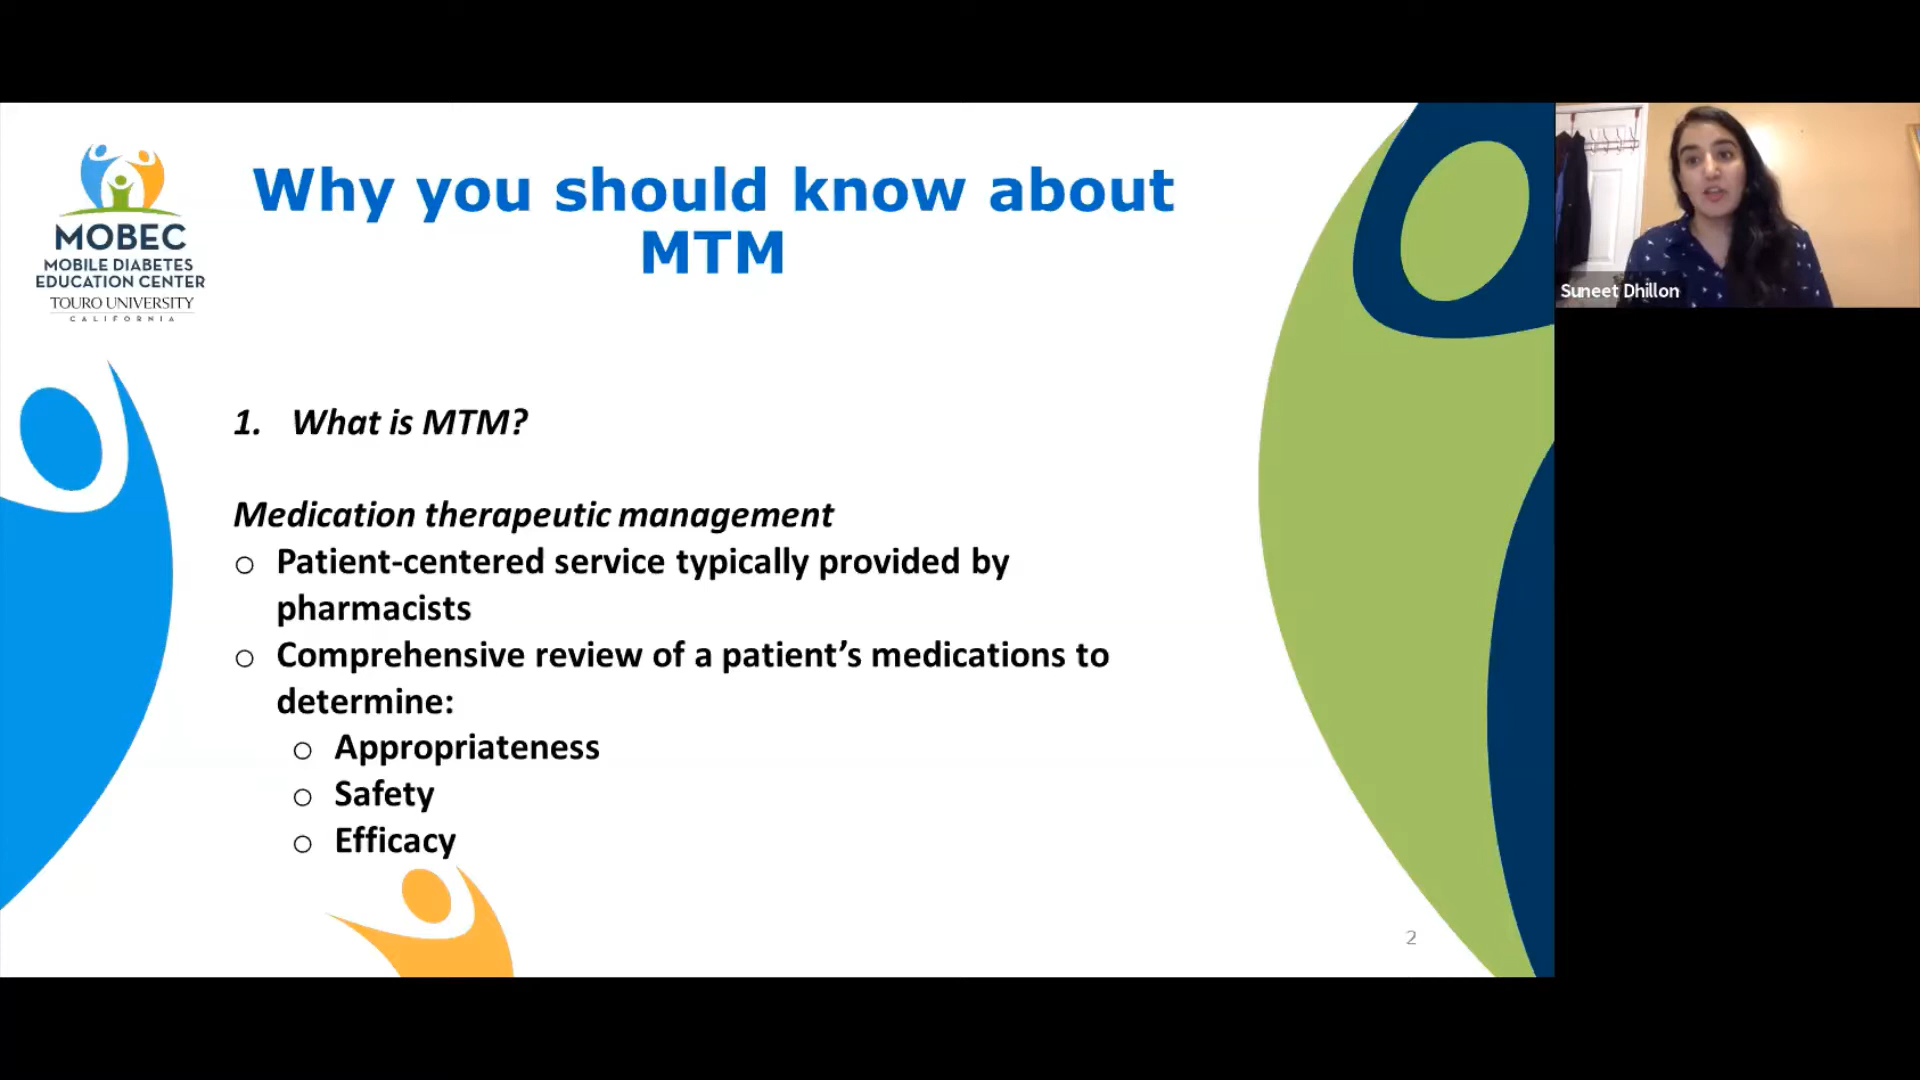 MOBEC
MOBILE DIABETES
EDUCATION CENTER
TOURO UNIVERSITY
CALIFORNIA
Why you should know about
MTM
1. What is MTM?
Medication therapeutic management
o Patient-centered service typically provided by
pharmacists
o Comprehensive review of a patient’s medications to
determine:
o Appropriateness
o Safety
o Efficacy
2
Suneet Dhillon